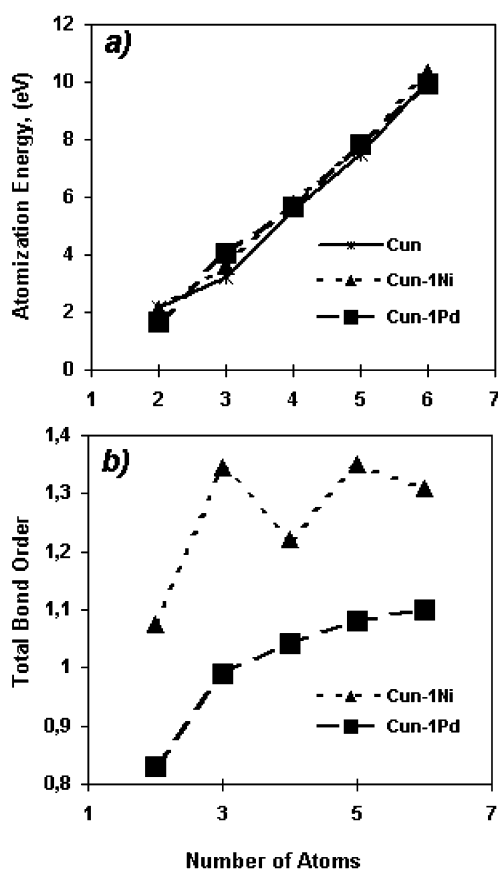 a)
Atomization Energy, (eV)
12
10
8
6
4
2
0
1 2 3 4 5 6 7
Cun
Cun-1Ni
Cun-1Pd
b)
Total Bond Order
1,4
1,3
1,2
1,1
1
0,9
0,8
1 3 5 7
Cun-1Ni
Cun-1Pd
Number of Atoms